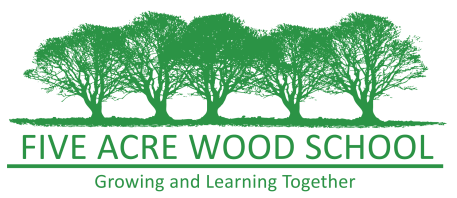 FIVE ACRE WOOD SCHOOL
Growing and Learning Together